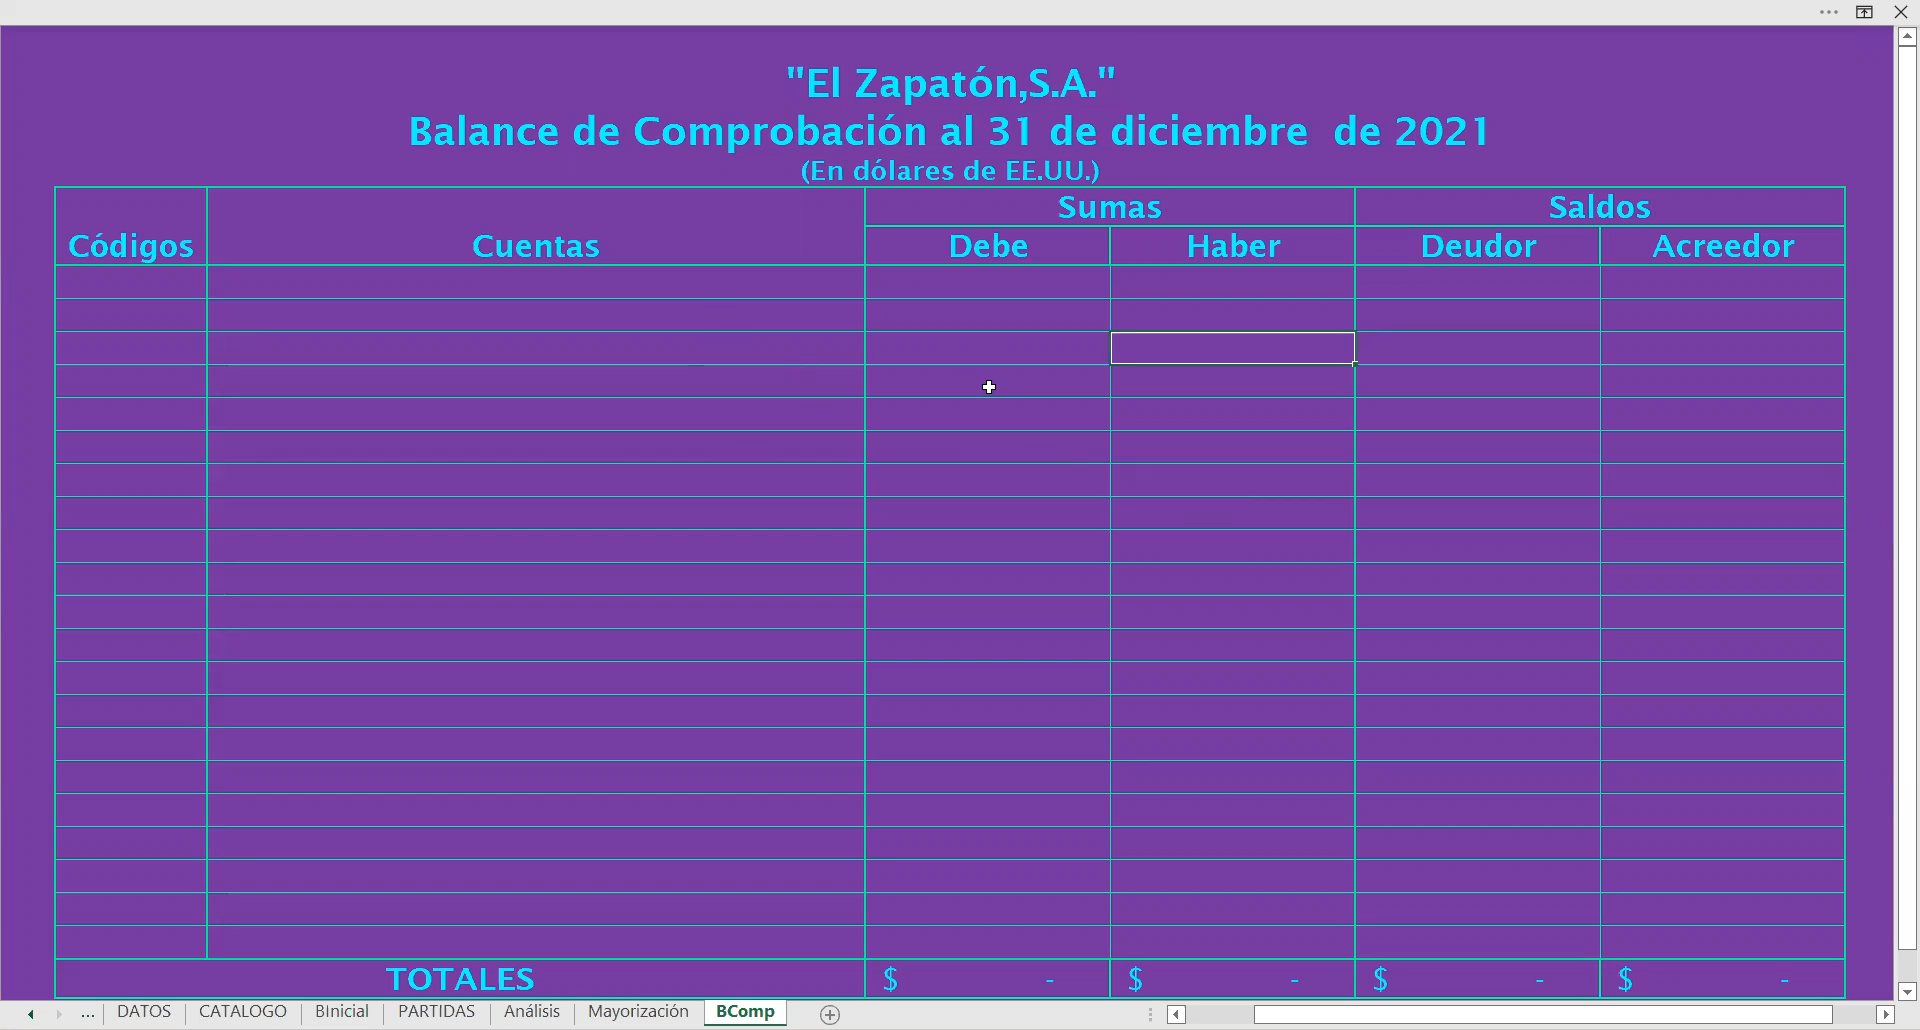 "El Zapatón,S.A."
Balance de Comprobación al 31 de diciembre  de 2021
(En dólares de EE.UU.)
Sumas Saldos
Códigos Cuentas Debe Haber Deudor Acreedor
TOTALES $ - $ - $ - $ -
... DATOS CATALOGO BInicial PARTIDAS Análisis Mayorización BComp